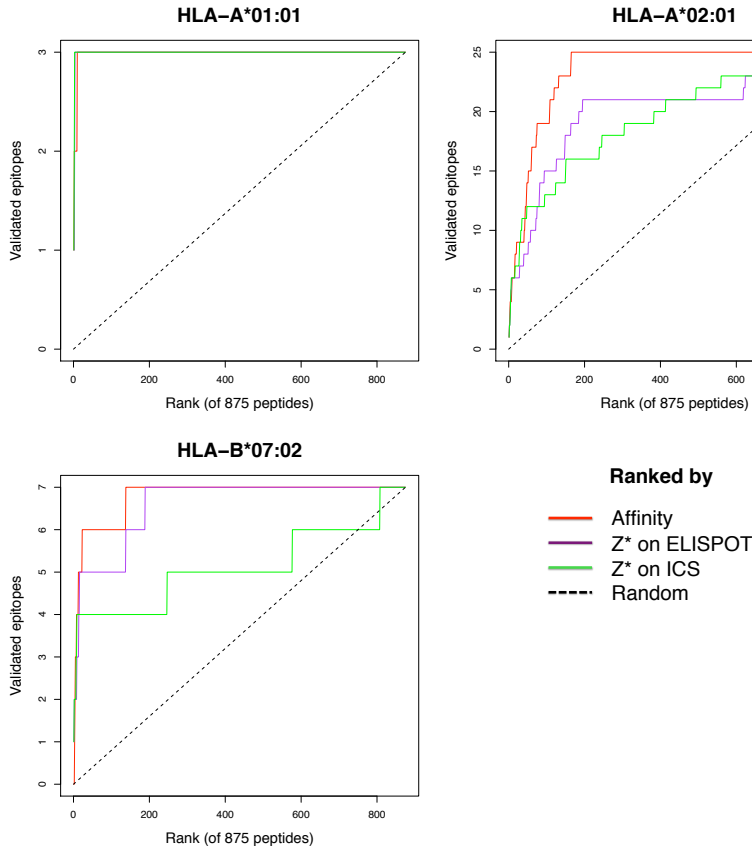 HLA−A*01:01
Validated epitopes
3
2
1
0
0 200 400 600 800
Rank (of 875 peptides)
HLA−A*02:01
Validated epitopes
25
20
15
10
5
0
0 200 400 600
Rank (of 875 peptides)
HLA−B*07:02
Validated epitopes
7
6
5
4
3
2
1
0
0 200 400 600 800
Rank (of 875 peptides)
Ranked by
Affinity
Z* on ELISPOT
Z* on ICS
Random